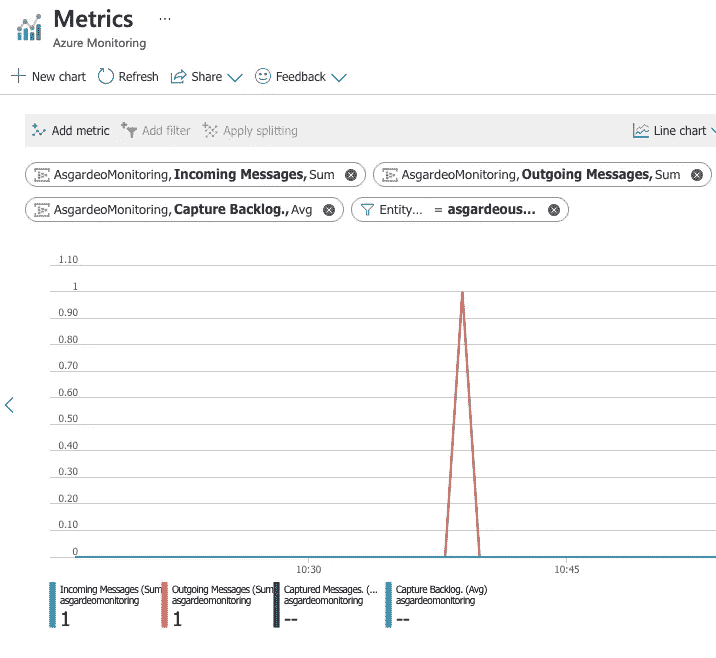 Metrics ...
Azure Monitoring
New chart Refresh Share Feedback
Add metric Add filter Apply splitting Line chart
AsgardeoMonitoring, Incoming Messages, Sum AsgardeoMonitoring, Outgoing Messages, Sum
AsgardeoMonitoring, Capture Backlog., Avg Entity... = asgardeous...
1.10
1
0.90
0.80
0.70
0.60
0.50
0.40
0.30
0.20
0.10
0
10:30 10:45
Incoming Messages (Sum Outgoing Messages (Sum Captured Messages. (... Capture Backlog. (Avg)
asgardeomonitoring asgardeomonitoring asgardeomonitoring asgardeomonitoring
1 1 -- --